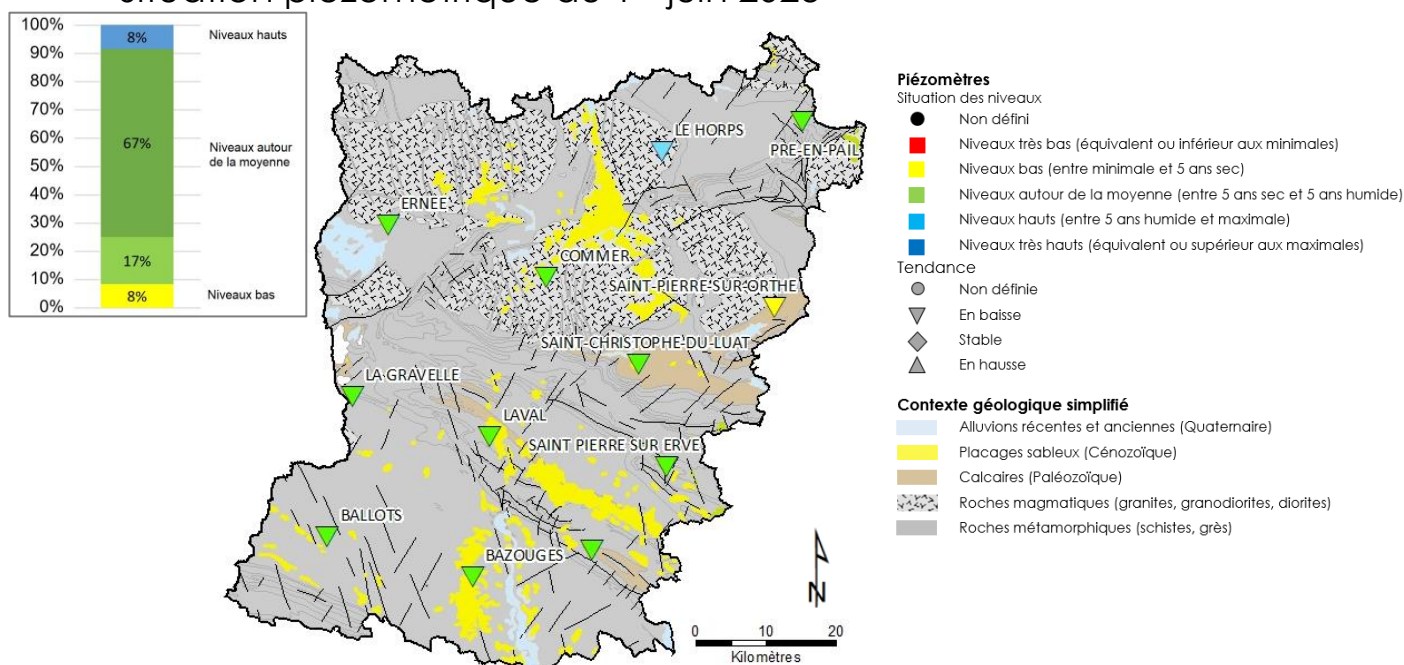 100%
90%
80%
70%
60%
50%
40%
30%
20%
10%
0%
8%
67%
17%
8%
Niveaux hauts
Niveaux autour
de la moyenne
Niveaux bas
LE HORPS
PRE-EN-PAIL
ERNEE
COMMER
SAINT-PIERRE-SUR-ORTHE
SAINT-CHRISTOPHE-DU-LUAT
LA GRAVELLE
LAVAL
SAINT PIERRE SUR ERVE
BALLOTS
BAZOUGES
N
0 10 20
Kilomètres
Piézomètres
Situation des niveaux
Non défini
Niveaux très bas (équivalent ou inférieur aux minimales)
Niveaux bas (entre minimale et 5 ans sec)
Niveaux autour de la moyenne (entre 5 ans sec et 5 ans humide)
Niveaux hauts (entre 5 ans humide et maximale)
Niveaux très hauts (équivalent ou supérieur aux maximales)
Tendance
Non définie
En baisse
Stable
En hausse
Contexte géologique simplifié
Alluvions récentes et anciennes (Quaternaire)
Placages sableux (Cénozoïque)
Calcaires (Paléozoïque)
Roches magmatiques (granites, granodiorites, diorites)
Roches métamorphiques (schistes, grès)